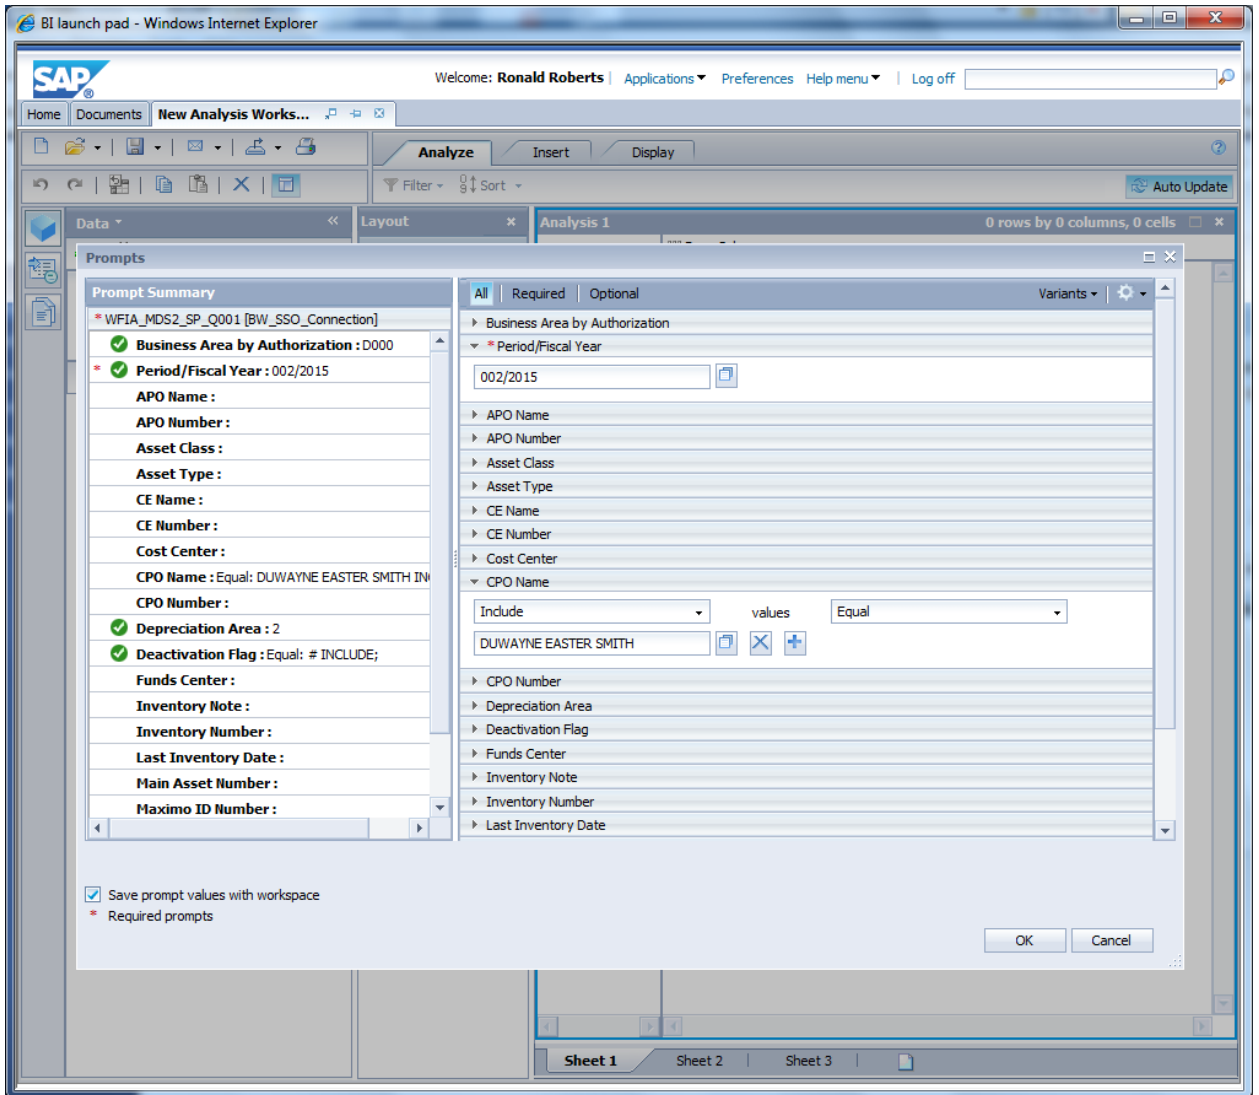 BI launch pad - Windows Internet Explorer
SAP
Welcome: Ronald Roberts | Applications Preferences Help menu | Log off
Home Documents New Analysis Works...
Analyze Insert Display
Filter Sort
Auto Update
Data Layout Analysis 1 0 rows by 0 columns, 0 cells
Prompts
Prompt Summary
* WFIA_MDS2_SP_Q001 [BW_SSO_Connection]
Business Area by Authorization : D000
* Period/Fiscal Year : 002/2015
APO Name :
APO Number :
Asset Class :
Asset Type :
CE Name :
CE Number :
Cost Center :
CPO Name : Equal: DUWAYNE EASTER SMITH IN
CPO Number :
Depreciation Area : 2
Deactivation Flag : Equal: # INCLUDE;
Funds Center :
Inventory Note :
Inventory Number :
Last Inventory Date :
Main Asset Number :
Maximo ID Number :
All Required Optional Variants
Business Area by Authorization
* Period/Fiscal Year
002/2015
APO Name
APO Number
Asset Class
Asset Type
CE Name
CE Number
Cost Center
CPO Name
Include values Equal
DUWAYNE EASTER SMITH
CPO Number
Depreciation Area
Deactivation Flag
Funds Center
Inventory Note
Inventory Number
Last Inventory Date
Save prompt values with workspace
* Required prompts
OK Cancel
Sheet 1 Sheet 2 Sheet 3